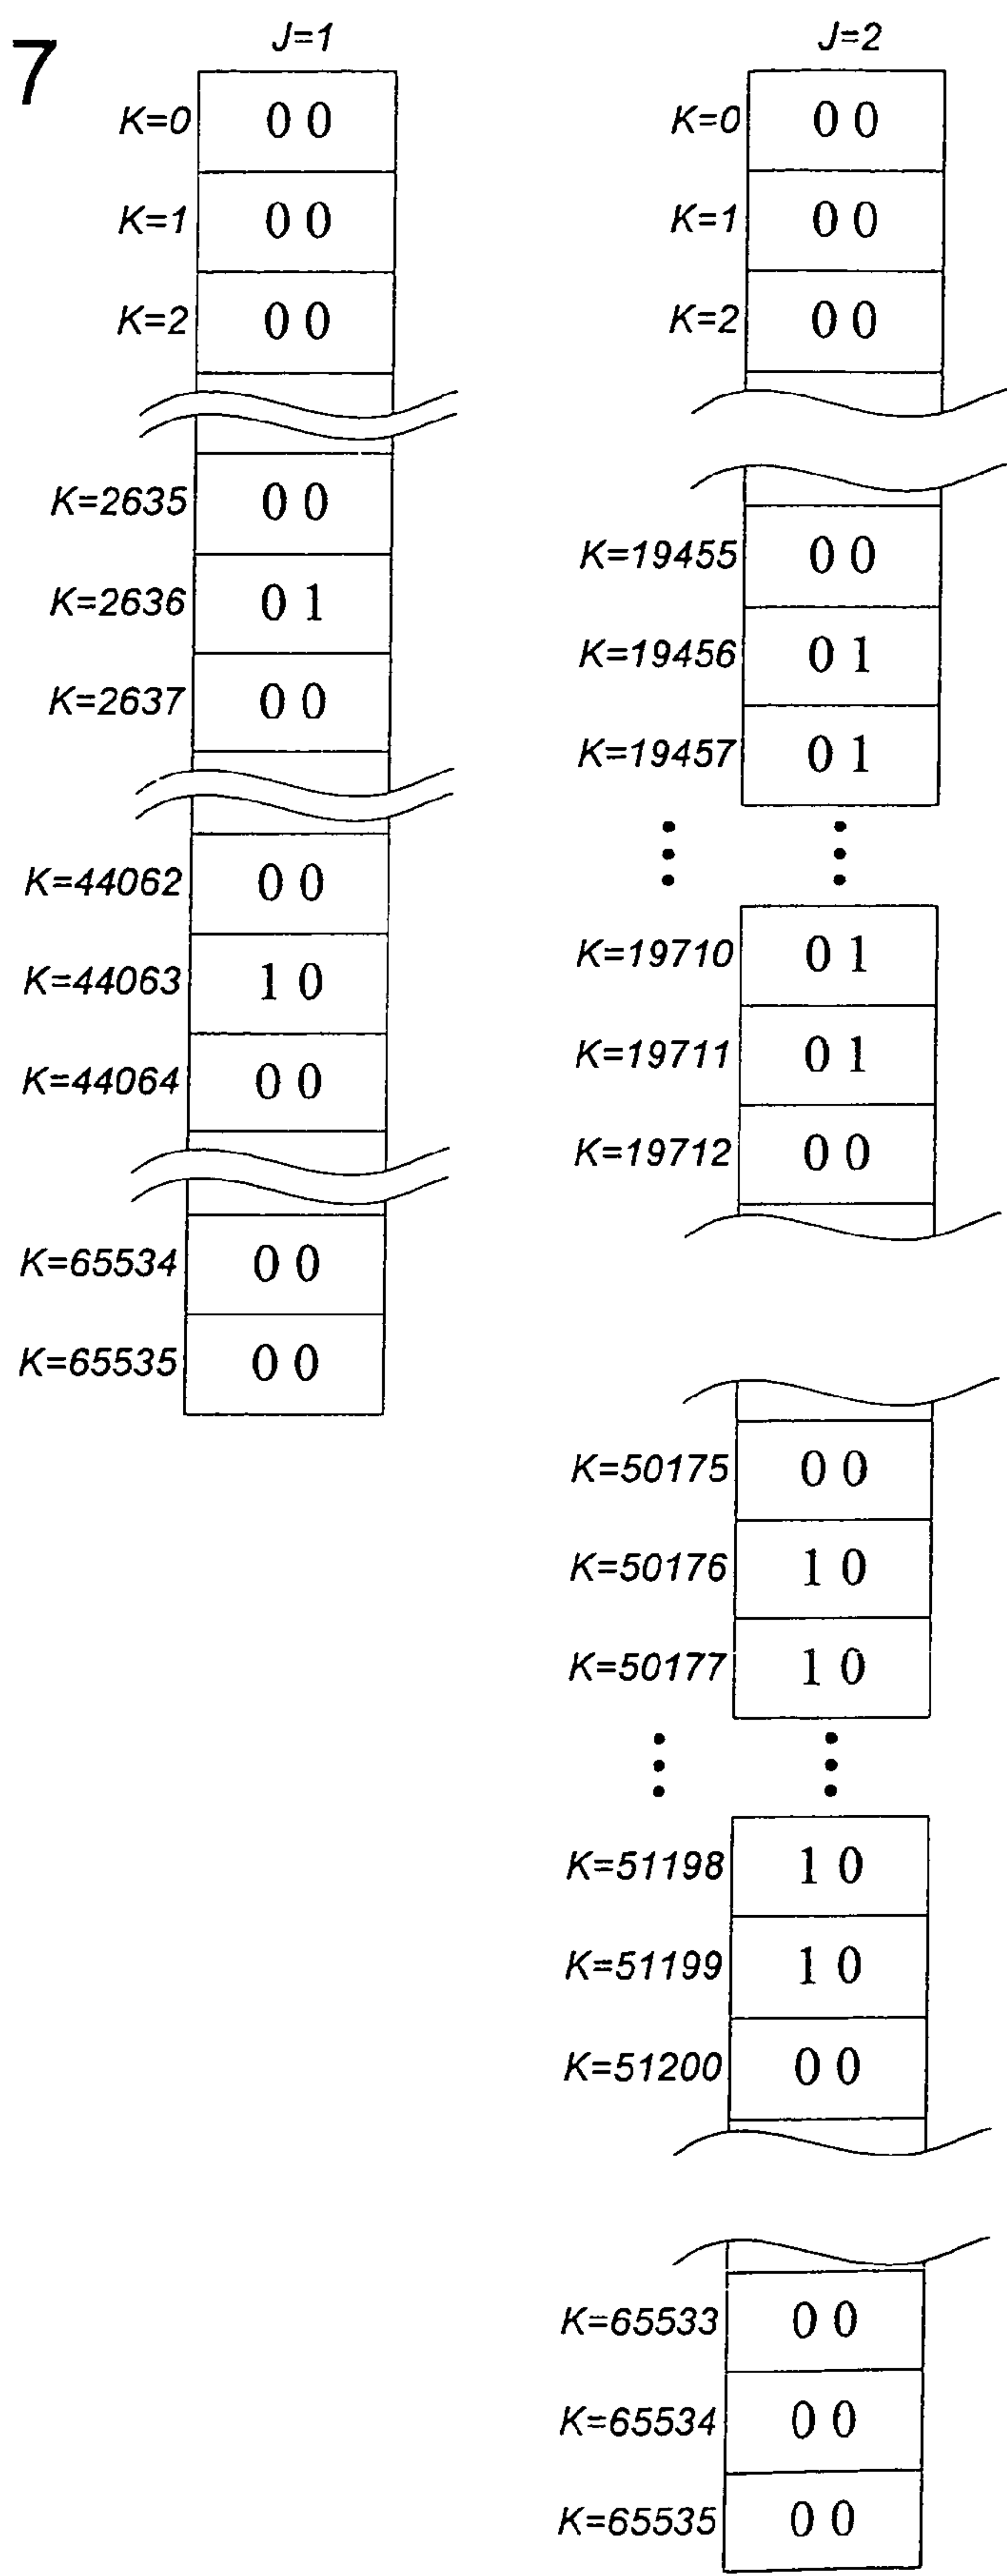 7
J=1
K=0 0 0
K=1 0 0
K=2 0 0
K=2635 0 0
K=2636 0 1
K=2637 0 0
K=44062 0 0
K=44063 1 0
K=44064 0 0
K=65534 0 0
K=65535 0 0
J=2
K=0 0 0
K=1 0 0
K=2 0 0
K=19455 0 0
K=19456 0 1
K=19457 0 1
K=19710 0 1
K=19711 0 1
K=19712 0 0
K=50175 0 0
K=50176 1 0
K=50177 1 0
K=51198 1 0
K=51199 1 0
K=51200 0 0
K=65533 0 0
K=65534 0 0
K=65535 0 0